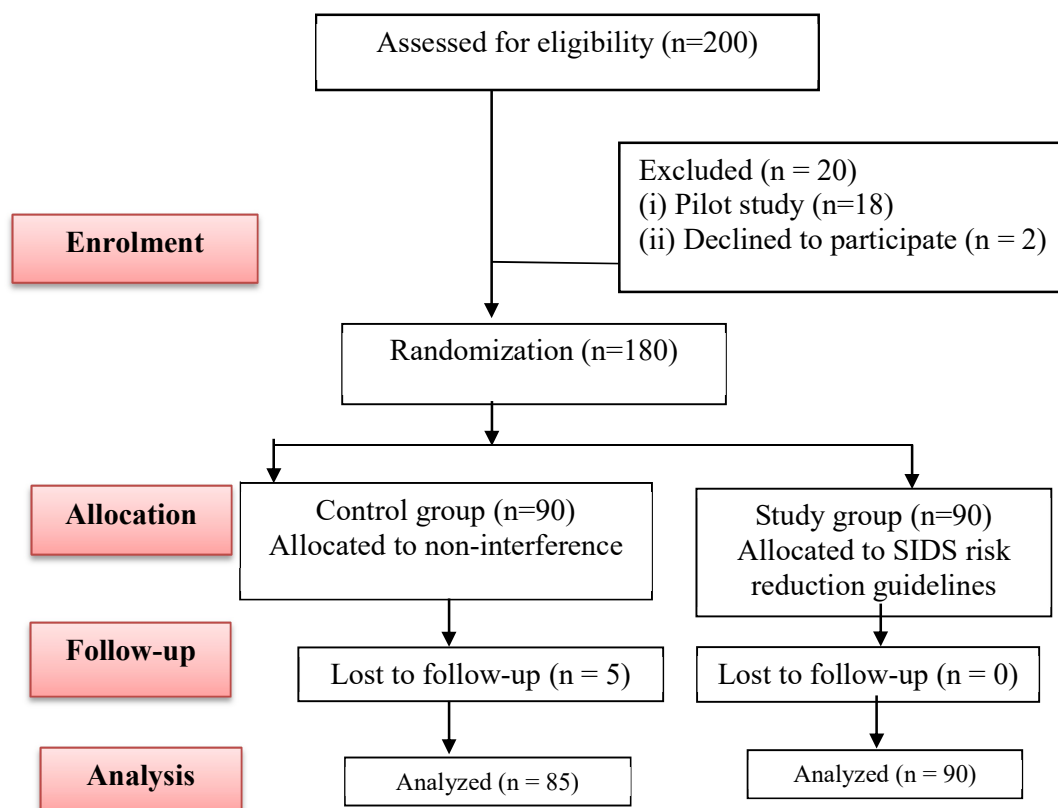 Assessed for eligibility (n=200)
Excluded (n = 20)
(i) Pilot study (n=18)
(ii) Declined to participate (n = 2)
Enrolment
Randomization (n=180)
Allocation
Control group (n=90)
Allocated to non-interference
Study group (n=90)
Allocated to SIDS risk
reduction guidelines
Follow-up
Lost to follow-up (n = 5)
Lost to follow-up (n = 0)
Analysis
Analyzed (n = 85)
Analyzed (n = 90)